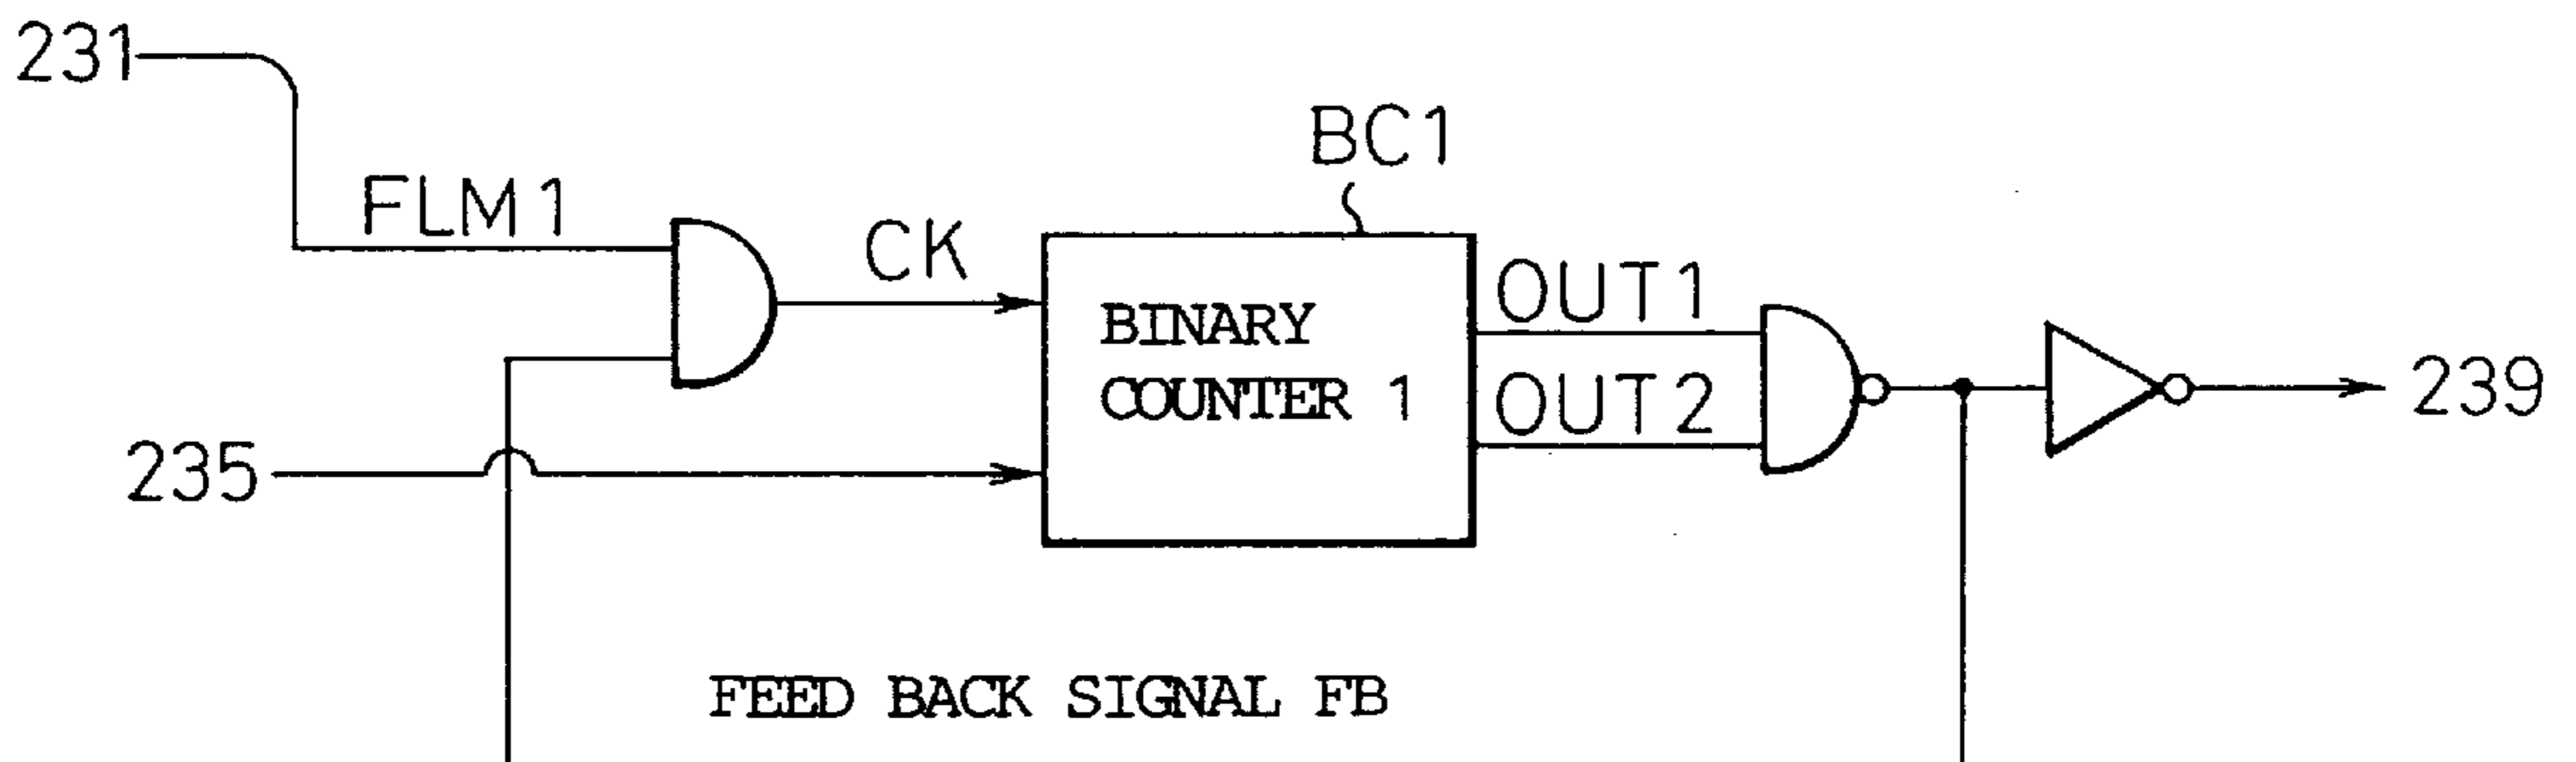 231
FLM1
CK
BC1
BINARY
COUNTER 1
OUT1
OUT2
239
235
FEED BACK SIGNAL FB